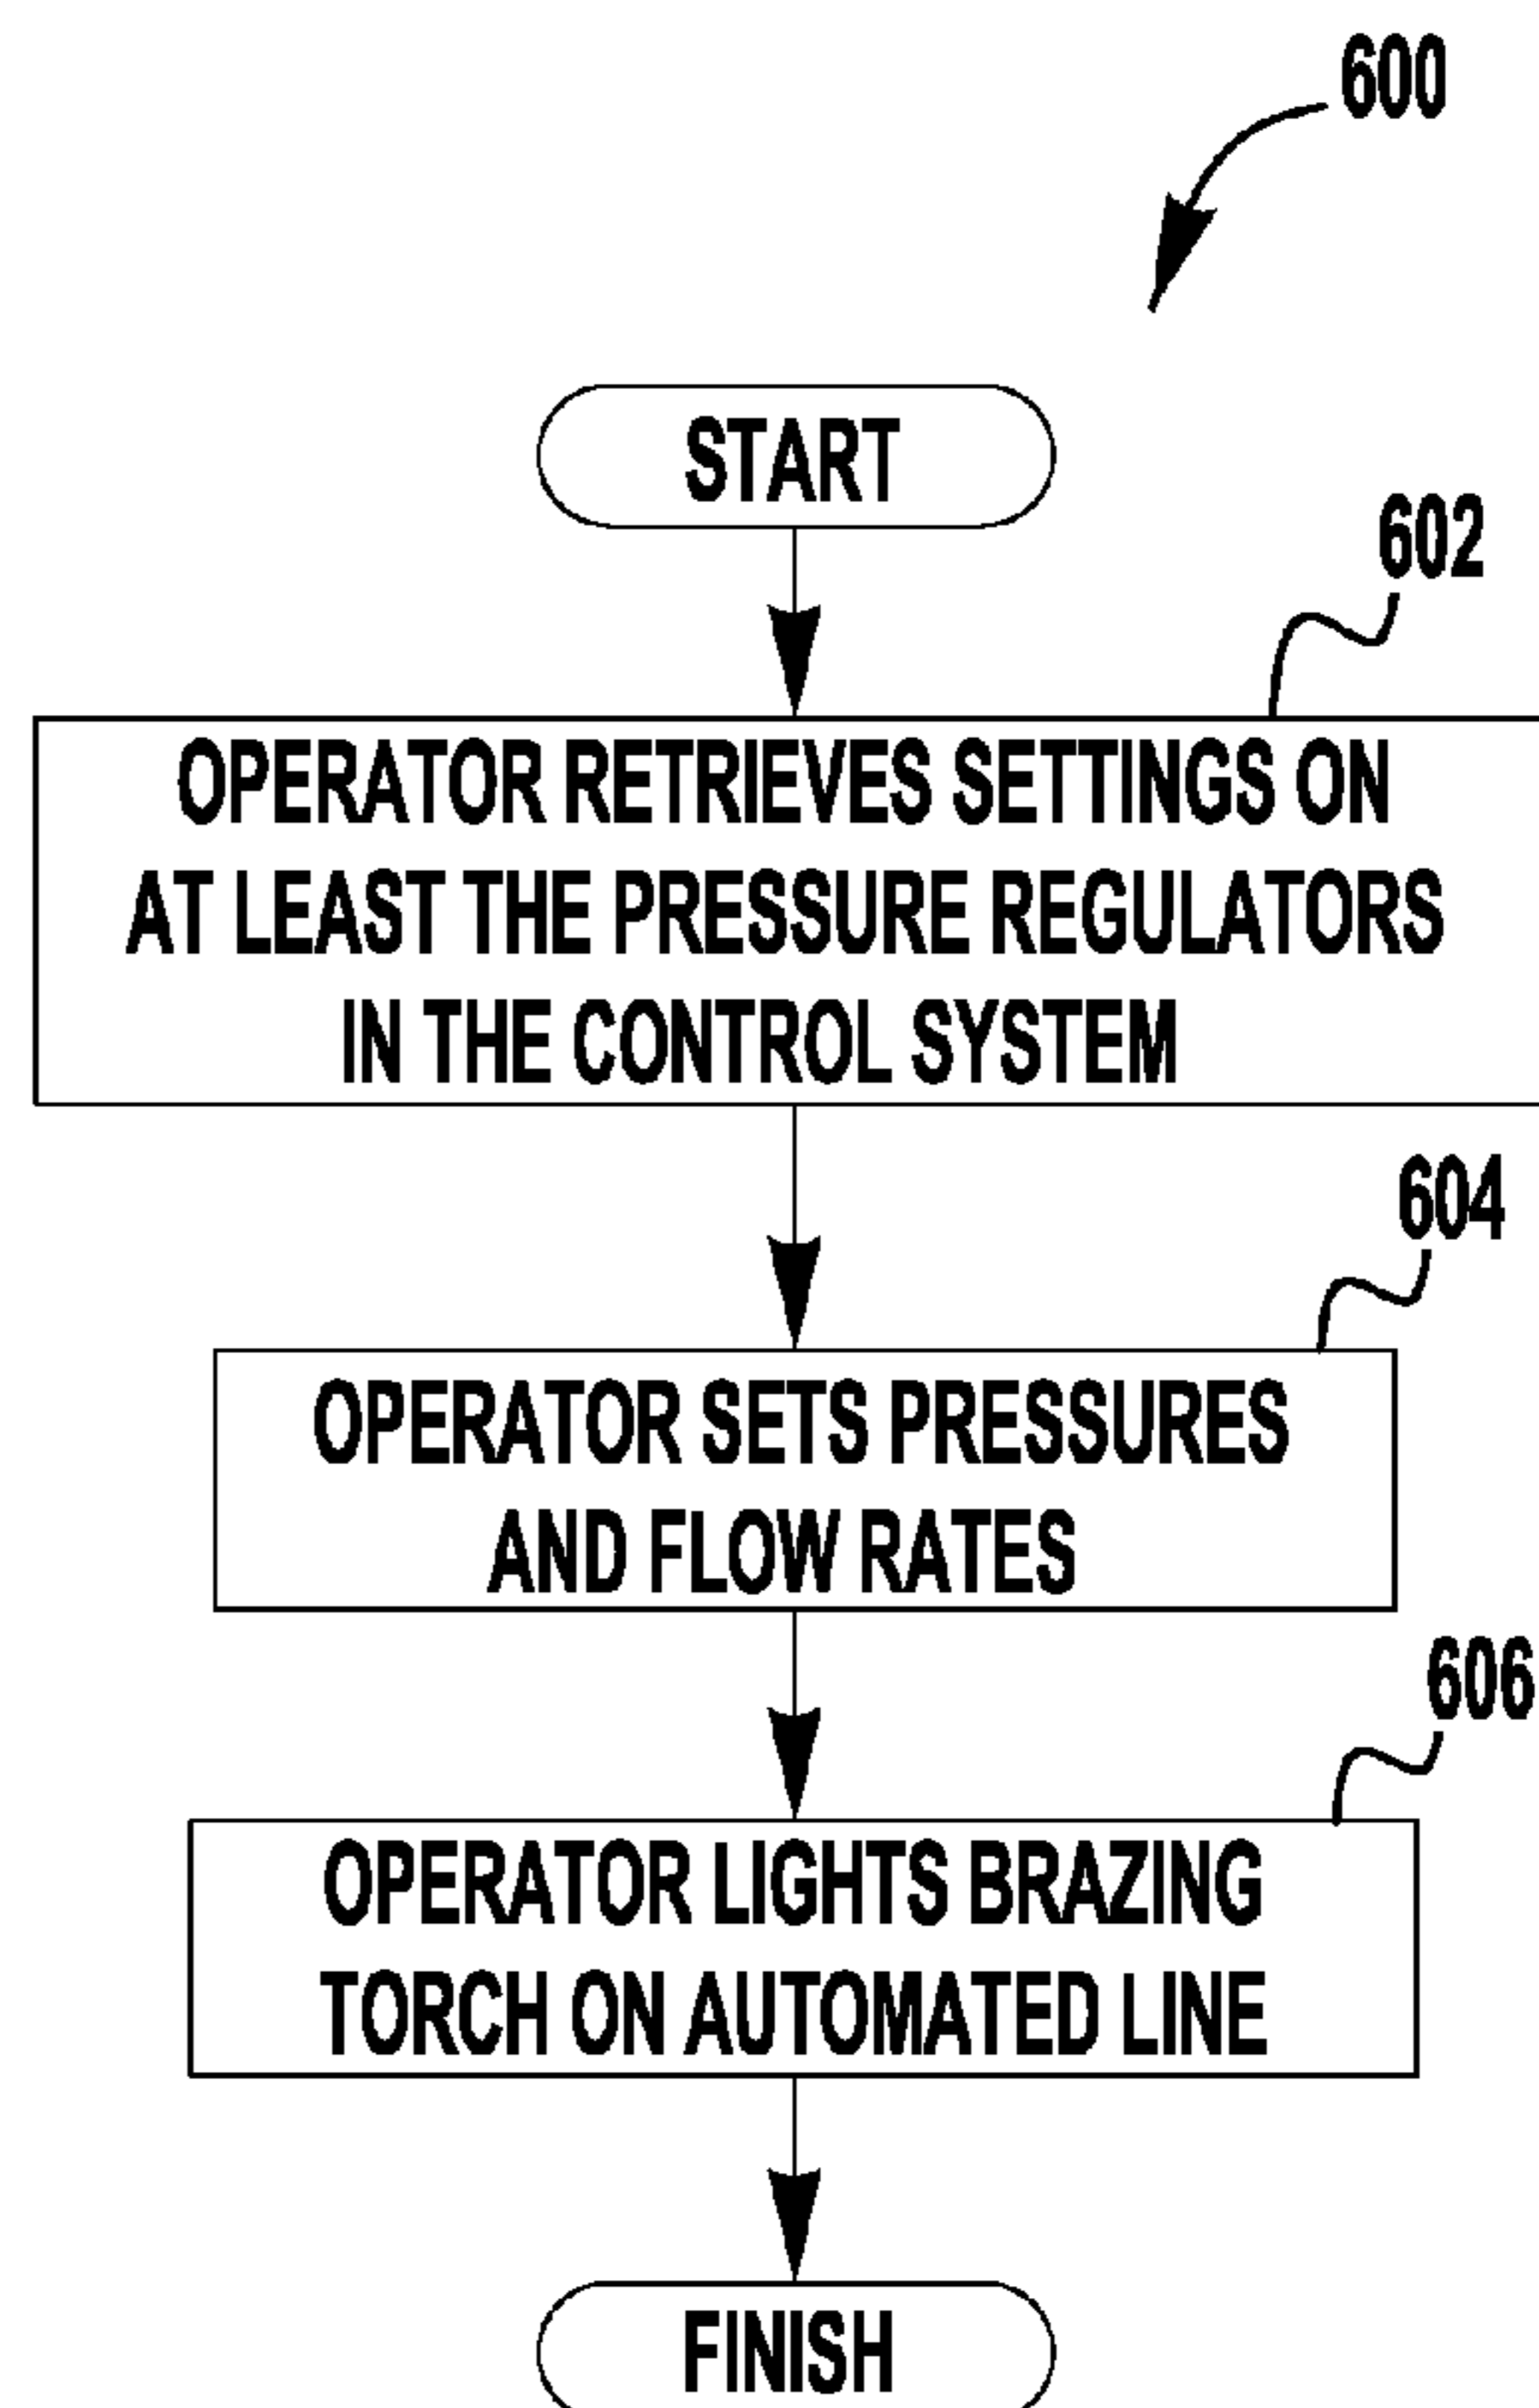 600
START
602
OPERATOR RETRIEVES SETTINGS ON
AT LEAST THE PRESSURE REGULATORS
IN THE CONTROL SYSTEM
604
OPERATOR SETS PRESSURES
AND FLOW RATES
606
OPERATOR LIGHTS BRAZING
TORCH ON AUTOMATED LINE
FINISH